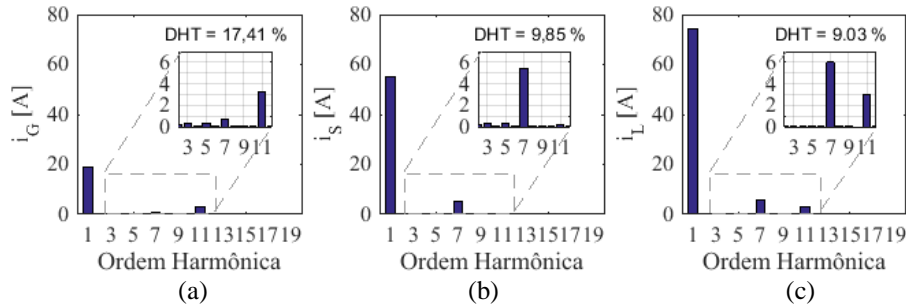 DHT = 17,41 %
80
60
40
20
0
i_G [A]
6
4
2
0
3 5 7 9 11
1 3 5 7 9 11 13 15 17 19
Ordem Harmônica
(a)
DHT = 9,85 %
80
60
40
20
0
i_S [A]
6
4
2
0
3 5 7 9 11
1 3 5 7 9 11 13 15 17 19
Ordem Harmônica
(b)
DHT = 9.03 %
80
60
40
20
0
i_L [A]
6
4
2
0
3 5 7 9 11
1 3 5 7 9 11 13 15 17 19
Ordem Harmônica
(c)